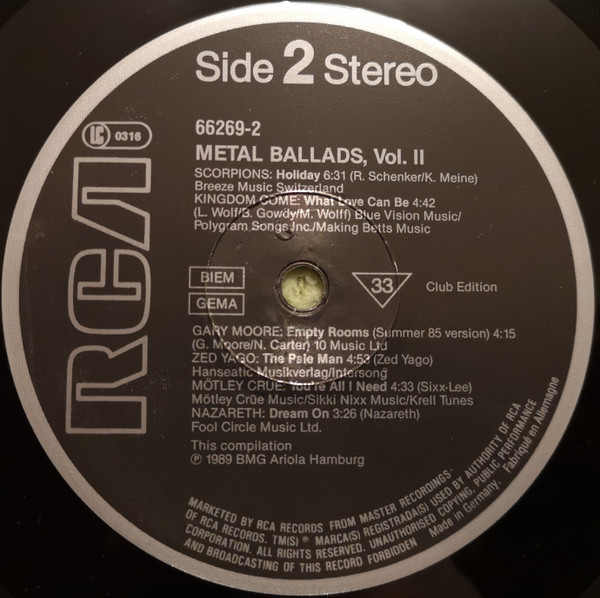 Side 2 Stereo
LC 0316
66269-2
METAL BALLADS, Vol. II
SCORPIONS: Holiday 6:31 (R. Schenker/K. Meine)
Breeze Music Switzerland
KINGDOM COME: What Love Can Be 4:42
(L. Wolf/B. Gowdy/M. Wolff) Blue Vision Music/
Polygram Songs Inc./Making Betts Music
RCA
BIEM
GEMA
33
Club Edition
GARY MOORE: Empty Rooms (Summer 85 version) 4:15
(G. Moore/N. Carter) 10 Music Ltd
ZED YAGO: The Pale Man 4:53 (Zed Yago)
Hanseatic Musikverlag/Intersong
MÖTLEY CRÜE: You're All I Need 4:33 (Sixx-Lee)
Mötley Crüe Music/Sikki Nixx Music/Krell Tunes
NAZARETH: Dream On 3:26 (Nazareth)
Fool Circle Music Ltd.
This compilation
℗ 1989 BMG Ariola Hamburg
MARKETED BY RCA RECORDS FROM MASTER RECORDINGS·
OF RCA RECORDS. TM(S) ® MARCA(S) REGISTRADA(S) USED BY AUTHORITY OF RCA
CORPORATION. ALL RIGHTS RESERVED. UNAUTHORISED COPYING, PUBLIC PERFORMANCE
AND BROADCASTING OF THIS RECORD FORBIDDEN
Made in Germany. Fabriqué en Allemagne